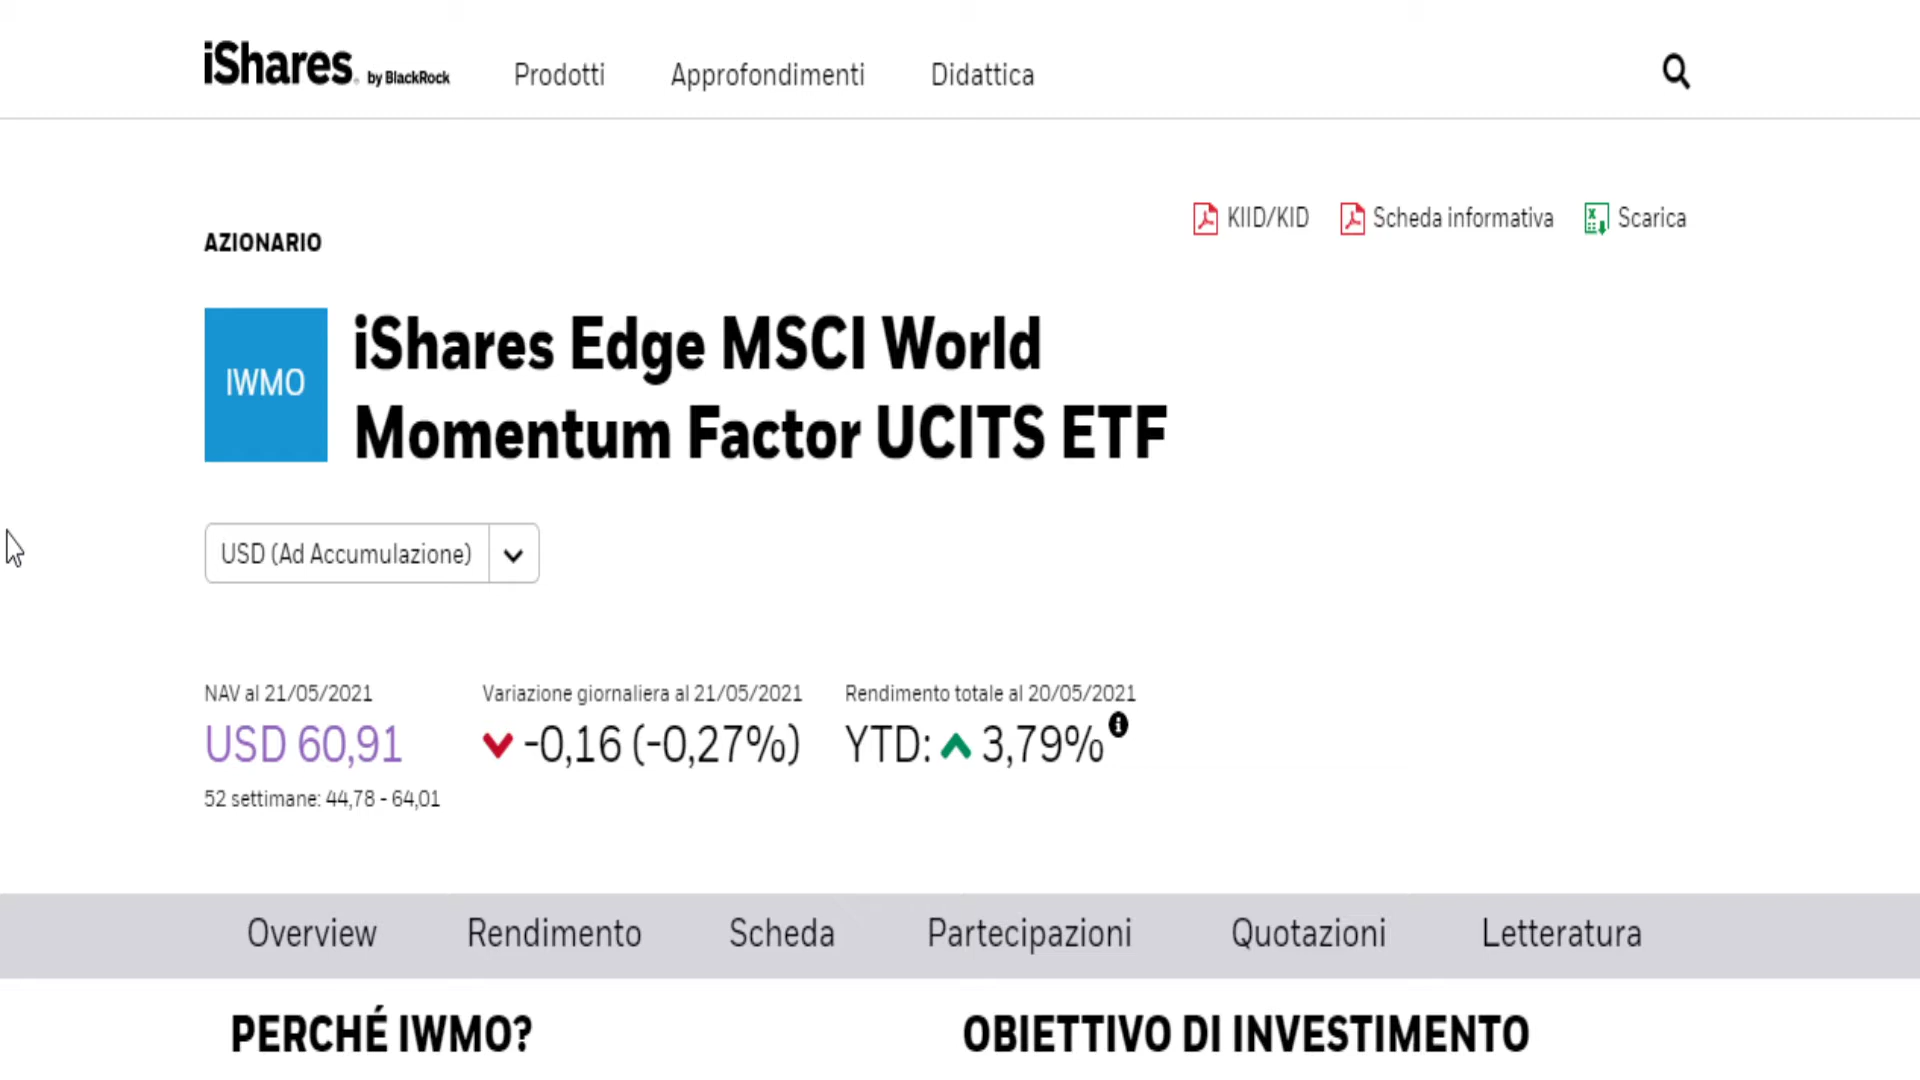 iShares. by BlackRock Prodotti Approfondimenti Didattica
KIID/KID Scheda informativa Scarica
AZIONARIO
IWMO
iShares Edge MSCI World
Momentum Factor UCITS ETF
USD (Ad Accumulazione)
NAV al 21/05/2021 Variazione giornaliera al 21/05/2021 Rendimento totale al 20/05/2021
USD 60,91 -0,16 (-0,27%) YTD: 3,79%
52 settimane: 44,78 - 64,01
Overview Rendimento Scheda Partecipazioni Quotazioni Letteratura
PERCHÉ IWMO? OBIETTIVO DI INVESTIMENTO